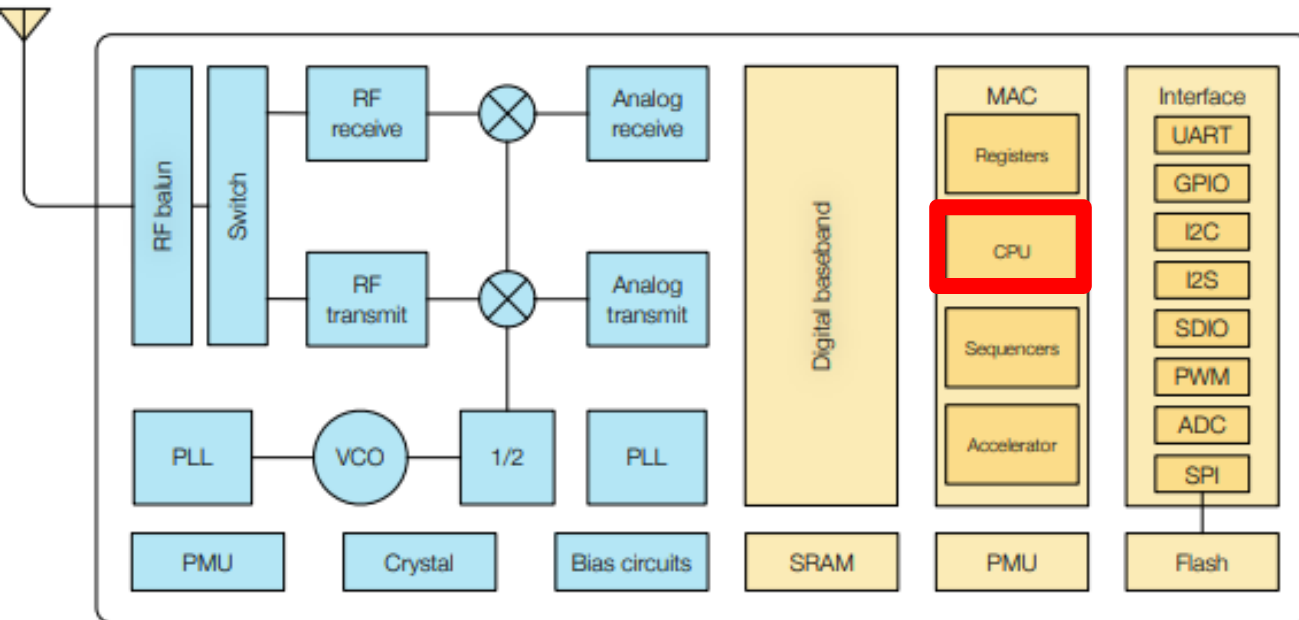 RF balun
Switch
RF
receive
Analog
receive
RF
transmit
Analog
transmit
PLL
VCO
1/2
PLL
PMU
Crystal
Bias circuits
Digital baseband
SRAM
MAC
Registers
CPU
Sequencers
Accelerator
PMU
Interface
UART
GPIO
I2C
I2S
SDIO
PWM
ADC
SPI
Flash